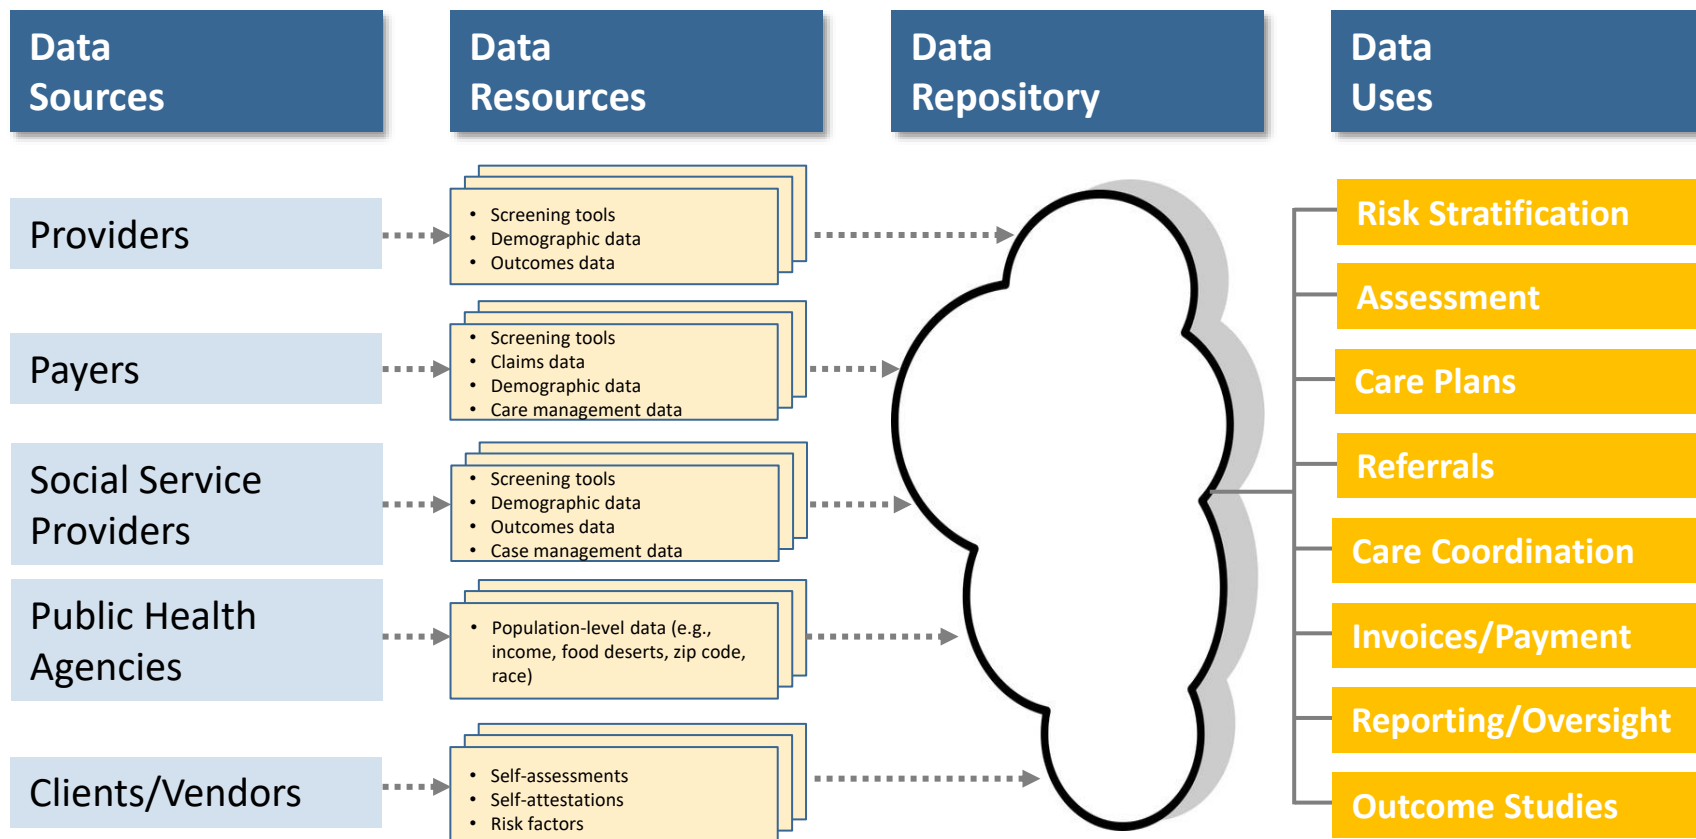 Data
Sources
Data
Resources
Data
Repository
Data
Uses
Providers
• Screening tools
• Demographic data
• Outcomes data
Payers
• Screening tools
• Claims data
• Demographic data
• Care management data
Social Service
Providers
• Screening tools
• Demographic data
• Outcomes data
• Case management data
Public Health
Agencies
• Population-level data (e.g.,
income, food deserts, zip code,
race)
Clients/Vendors
• Self-assessments
• Self-attestations
• Risk factors
Risk Stratification
Assessment
Care Plans
Referrals
Care Coordination
Invoices/Payment
Reporting/Oversight
Outcome Studies